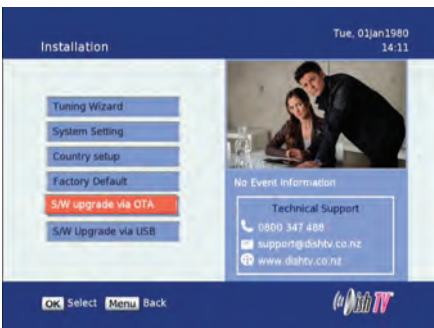 Installation
Tue, 01Jan1980
14:11
Tuning Wizard
System Setting
Country setup
Factory Default
S/W upgrade via OTA
S/W Upgrade via USB
No Event Information
Technical Support
0800 347 488
support@dishtv.co.nz
www.dishtv.co.nz
OK Select Menu Back
Dish TV